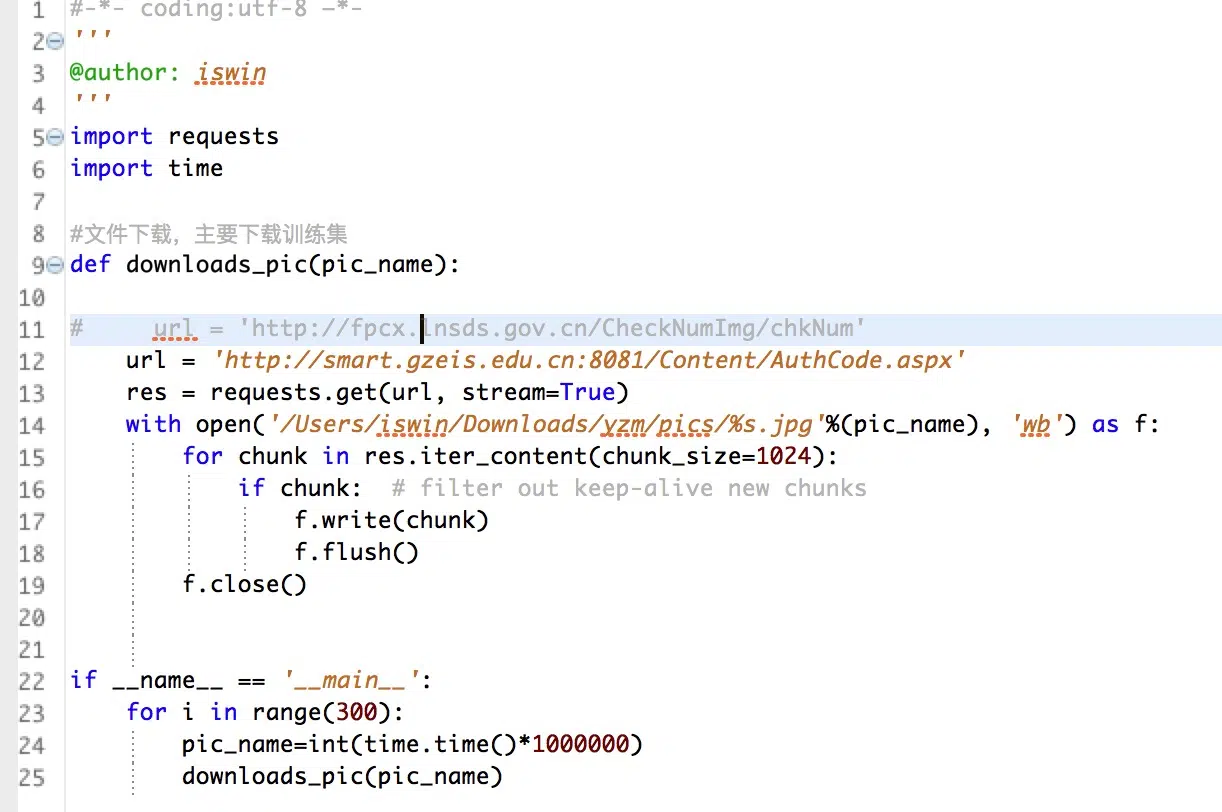 1 #-*- coding:utf-8 -*-
2 '''
3 @author: iswin
4 '''
5 import requests
6 import time
7
8 #文件下载，主要下载训练集
9 def downloads_pic(pic_name):
10
11 #     url = 'http://fpcx.lnsds.gov.cn/CheckNumImg/chkNum'
12     url = 'http://smart.gzeis.edu.cn:8081/Content/AuthCode.aspx'
13     res = requests.get(url, stream=True)
14     with open('/Users/iswin/Downloads/yzm/pics/%s.jpg'%(pic_name), 'wb') as f:
15         for chunk in res.iter_content(chunk_size=1024):
16             if chunk:  # filter out keep-alive new chunks
17                 f.write(chunk)
18                 f.flush()
19         f.close()
20
21
22 if __name__ == '__main__':
23     for i in range(300):
24         pic_name=int(time.time()*1000000)
25         downloads_pic(pic_name)